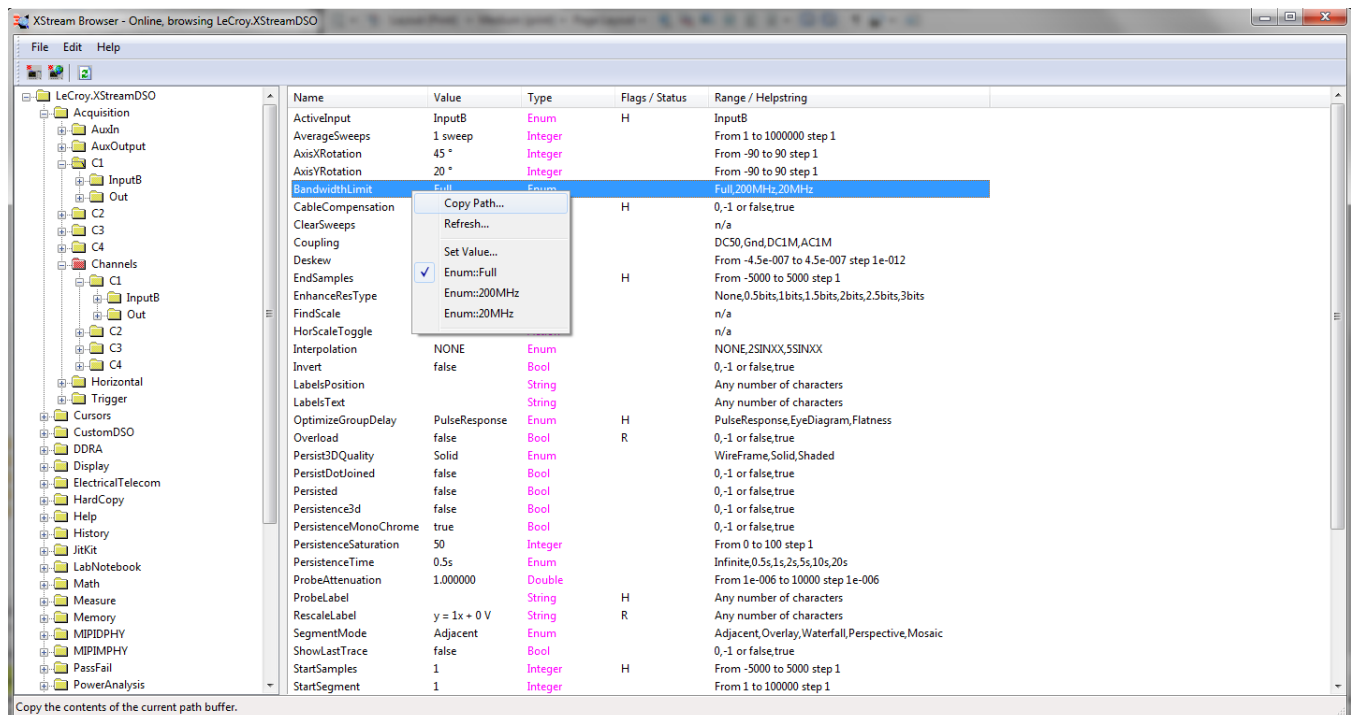 XStream Browser - Online, browsing LeCroy.XStreamDSO
File Edit Help
LeCroy.XStreamDSO
Acquisition
AuxIn
AuxOutput
C1
InputB
Out
C2
C3
C4
Channels
C1
InputB
Out
C2
C3
C4
Horizontal
Trigger
Cursors
CustomDSO
DDRA
Display
ElectricalTelecom
HardCopy
Help
History
JitKit
LabNotebook
Math
Measure
Memory
MIPIDPHY
MIPIMPHY
PassFail
PowerAnalysis
Name Value Type Flags / Status Range / Helpstring
ActiveInput InputB Enum H InputB
AverageSweeps 1 sweep Integer From 1 to 1000000 step 1
AxisXRotation 45 ° Integer From -90 to 90 step 1
AxisYRotation 20 ° Integer From -90 to 90 step 1
BandwidthLimit Full Enum Full,200MHz,20MHz
CableCompensation H 0,-1 or false,true
ClearSweeps n/a
Coupling DC50,Gnd,DC1M,AC1M
Deskew From -4.5e-007 to 4.5e-007 step 1e-012
EndSamples H From -5000 to 5000 step 1
EnhanceResType None,0.5bits,1bits,1.5bits,2bits,2.5bits,3bits
FindScale n/a
HorScaleToggle n/a
Interpolation NONE Enum NONE,2SINXX,5SINXX
Invert false Bool 0,-1 or false,true
LabelsPosition String Any number of characters
LabelsText String Any number of characters
OptimizeGroupDelay PulseResponse Enum H PulseResponse,EyeDiagram,Flatness
Overload false Bool R 0,-1 or false,true
Persist3DQuality Solid Enum WireFrame,Solid,Shaded
PersistDotJoined false Bool 0,-1 or false,true
Persisted false Bool 0,-1 or false,true
Persistence3d false Bool 0,-1 or false,true
PersistenceMonoChrome true Bool 0,-1 or false,true
PersistenceSaturation 50 Integer From 0 to 100 step 1
PersistenceTime 0.5s Enum Infinite,0.5s,1s,2s,5s,10s,20s
ProbeAttenuation 1.000000 Double From 1e-006 to 10000 step 1e-006
ProbeLabel String H Any number of characters
RescaleLabel y = 1x + 0 V String R Any number of characters
SegmentMode Adjacent Enum Adjacent,Overlay,Waterfall,Perspective,Mosaic
ShowLastTrace false Bool 0,-1 or false,true
StartSamples 1 Integer H From -5000 to 5000 step 1
StartSegment 1 Integer From 1 to 100000 step 1
Copy Path...
Refresh...
Set Value...
Enum::Full
Enum::200MHz
Enum::20MHz
Copy the contents of the current path buffer.